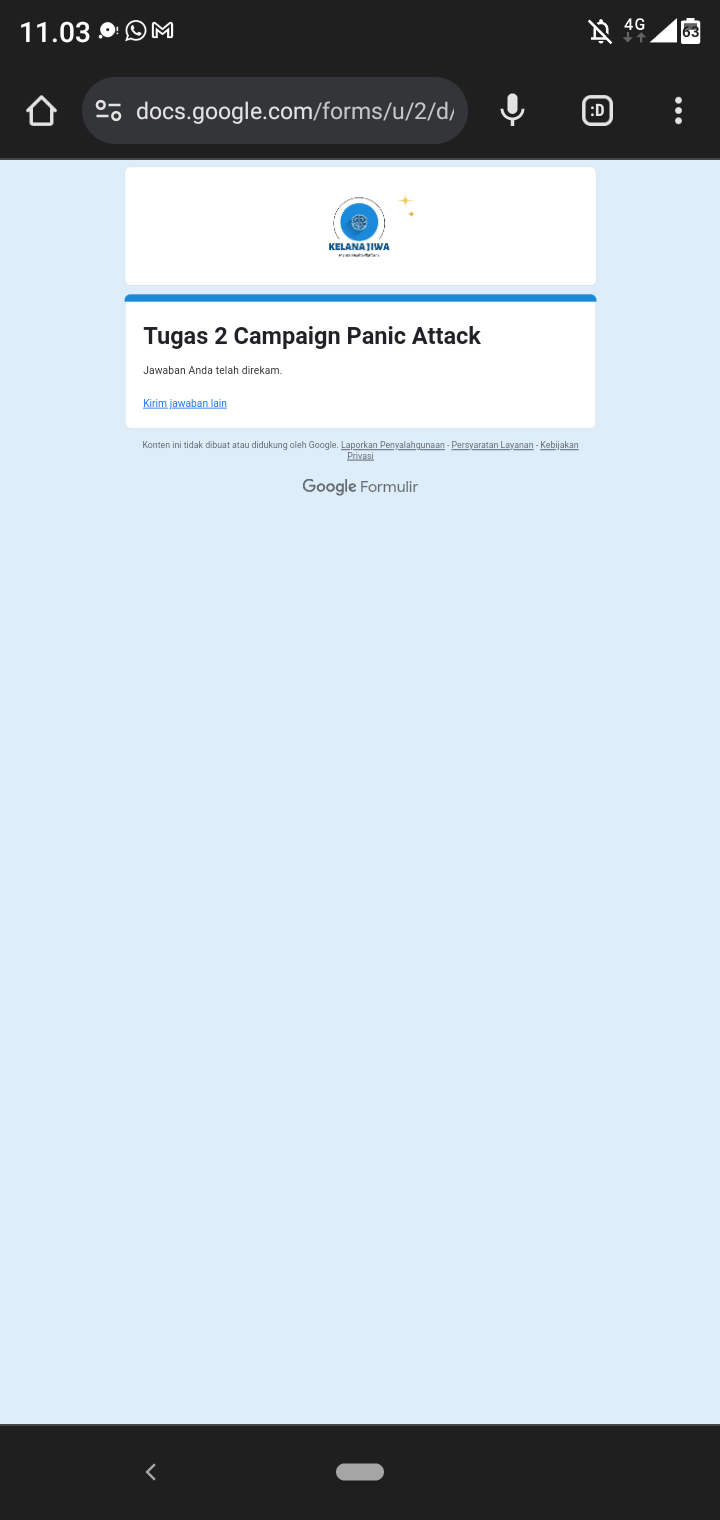 11.03
4G
63
docs.google.com/forms/u/2/d/
:D
KELANA JIWA
Tugas 2 Campaign Panic Attack
Jawaban Anda telah direkam.
Kirim jawaban lain
Konten ini tidak dibuat atau didukung oleh Google. Laporkan Penyalahgunaan - Persyaratan Layanan - Kebijakan
Privasi
Google Formulir